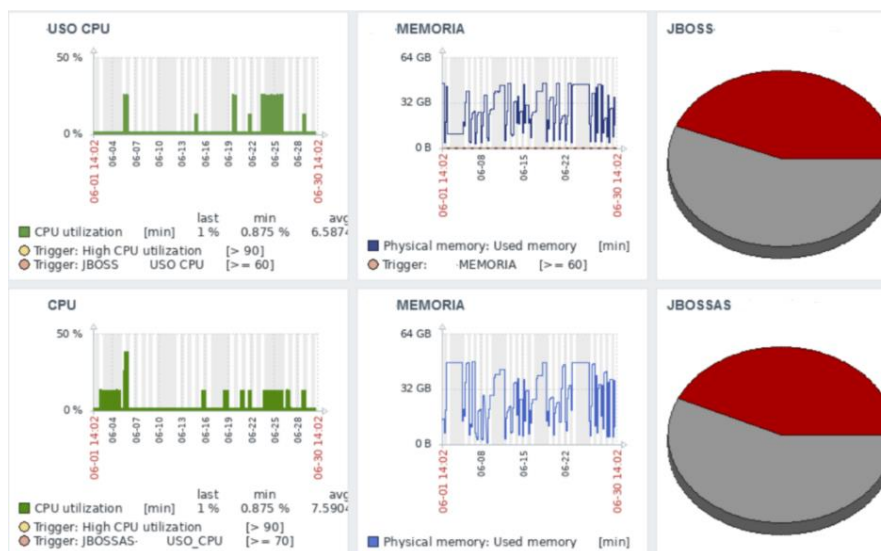 USO CPU
50 %
0 %
06-01 14:02
06-04
06-07
06-10
06-13
06-16
06-19
06-22
06-25
06-28
06-30 14:02
last min avg
CPU utilization [min] 1 % 0.875 % 6.5874
Trigger: High CPU utilization [> 90]
Trigger: JBOSS USO CPU [>= 60]
MEMORIA
64 GB
32 GB
0 B
06-01 14:02
06-08
06-15
06-22
06-30 14:02
Physical memory: Used memory [min]
Trigger: MEMORIA [>= 60]
JBOSS
CPU
50 %
0 %
06-01 14:02
06-04
06-07
06-10
06-13
06-16
06-19
06-22
06-25
06-28
06-30 14:02
last min avg
CPU utilization [min] 1 % 0.875 % 7.5904
Trigger: High CPU utilization [> 90]
Trigger: JBOSSAS- USO_CPU [>= 70]
MEMORIA
64 GB
32 GB
0 B
06-01 14:02
06-08
06-15
06-22
06-30 14:02
Physical memory: Used memory [min]
JBOSSAS